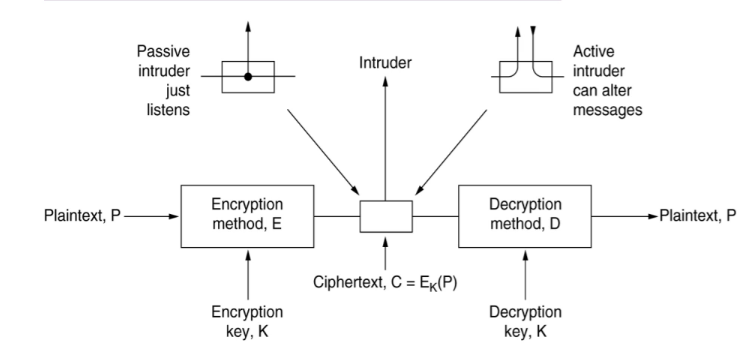 Passive
intruder
just
listens
Intruder
Active
intruder
can alter
messages
Plaintext, P
Encryption
method, E
Decryption
method, D
Plaintext, P
Ciphertext, C = EK(P)
Encryption
key, K
Decryption
key, K